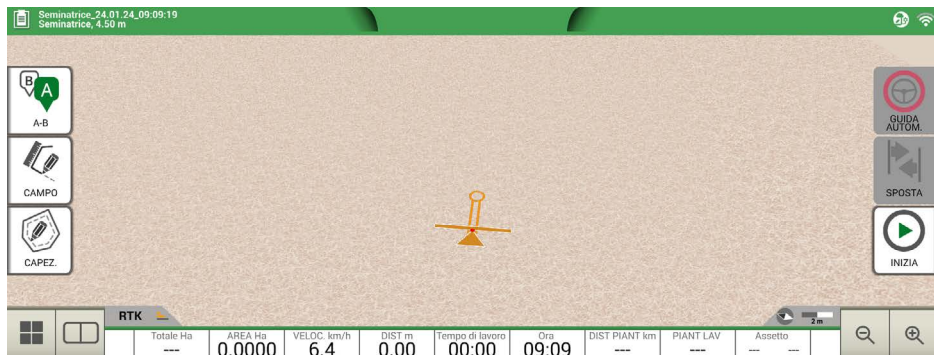 Seminatrice_24.01.24_09:09:19
Seminatrice, 4.50 m
B
A
A-B
CAMPO
CAPEZ.
GUIDA
AUTOM.
SPOSTA
INIZIA
RTK
2 m
Totale Ha
---
AREA Ha
0.0000
VELOC. km/h
6.4
DIST m
0.00
Tempo di lavoro
00:00
Ora
09:09
DIST PIANT km
---
PIANT LAV
---
Assetto
--- ---